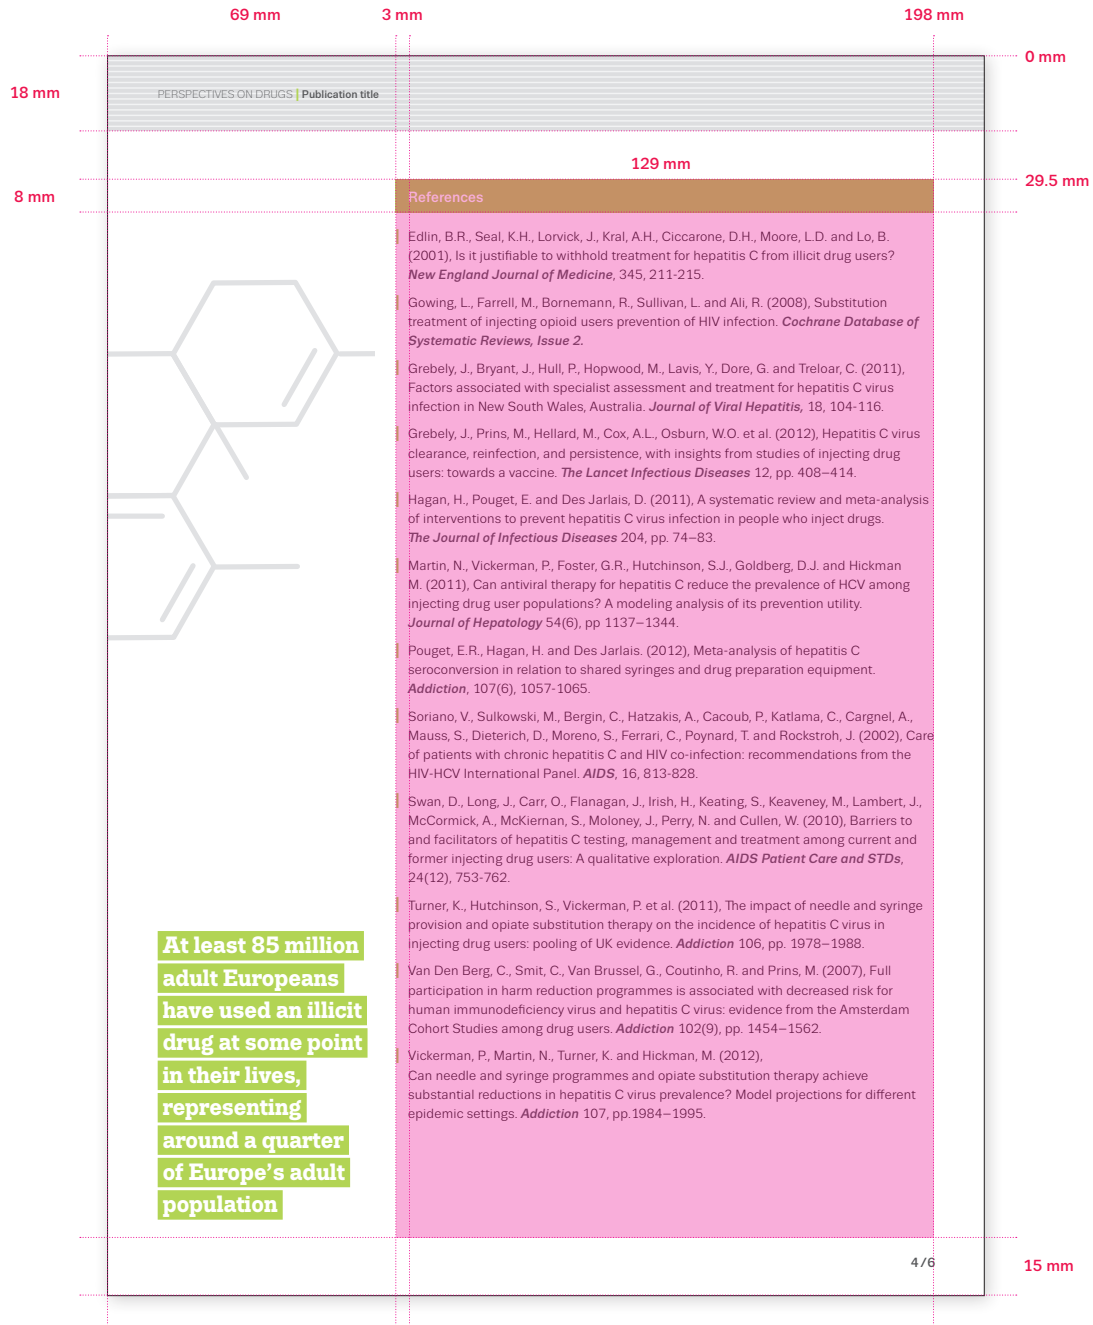 69 mm
3 mm
198 mm
0 mm
18 mm
PERSPECTIVES ON DRUGS | Publication title
129 mm
29.5 mm
8 mm
References
Edlin, B.R., Seal, K.H., Lorvick, J., Kral, A.H., Ciccarone, D.H., Moore, L.D. and Lo, B.
(2001), Is it justifiable to withhold treatment for hepatitis C from illicit drug users?
New England Journal of Medicine, 345, 211-215.
Gowing, L., Farrell, M., Bornemann, R., Sullivan, L. and Ali, R. (2008), Substitution
treatment of injecting opioid users prevention of HIV infection. Cochrane Database of
Systematic Reviews, Issue 2.
Grebely, J., Bryant, J., Hull, P., Hopwood, M., Lavis, Y., Dore, G. and Treloar, C. (2011),
Factors associated with specialist assessment and treatment for hepatitis C virus
infection in New South Wales, Australia. Journal of Viral Hepatitis, 18, 104-116.
Grebely, J., Prins, M., Hellard, M., Cox, A.L., Osburn, W.O. et al. (2012), Hepatitis C virus
clearance, reinfection, and persistence, with insights from studies of injecting drug
users: towards a vaccine. The Lancet Infectious Diseases 12, pp. 408–414.
Hagan, H., Pouget, E. and Des Jarlais, D. (2011), A systematic review and meta-analysis
of interventions to prevent hepatitis C virus infection in people who inject drugs.
The Journal of Infectious Diseases 204, pp. 74–83.
Martin, N., Vickerman, P., Foster, G.R., Hutchinson, S.J., Goldberg, D.J. and Hickman
M. (2011), Can antiviral therapy for hepatitis C reduce the prevalence of HCV among
injecting drug user populations? A modeling analysis of its prevention utility.
Journal of Hepatology 54(6), pp 1137–1344.
Pouget, E.R., Hagan, H. and Des Jarlais. (2012), Meta-analysis of hepatitis C
seroconversion in relation to shared syringes and drug preparation equipment.
Addiction, 107(6), 1057-1065.
Soriano, V., Sulkowski, M., Bergin, C., Hatzakis, A., Cacoub, P., Katlama, C., Cargnel, A.,
Mauss, S., Dieterich, D., Moreno, S., Ferrari, C., Poynard, T. and Rockstroh, J. (2002), Care
of patients with chronic hepatitis C and HIV co-infection: recommendations from the
HIV-HCV International Panel. AIDS, 16, 813-828.
Swan, D., Long, J., Carr, O., Flanagan, J., Irish, H., Keating, S., Keaveney, M., Lambert, J.,
McCormick, A., McKiernan, S., Moloney, J., Perry, N. and Cullen, W. (2010), Barriers to
and facilitators of hepatitis C testing, management and treatment among current and
former injecting drug users: A qualitative exploration. AIDS Patient Care and STDs,
24(12), 753-762.
Turner, K., Hutchinson, S., Vickerman, P. et al. (2011), The impact of needle and syringe
provision and opiate substitution therapy on the incidence of hepatitis C virus in
injecting drug users: pooling of UK evidence. Addiction 106, pp. 1978–1988.
Van Den Berg, C., Smit, C., Van Brussel, G., Coutinho, R. and Prins, M. (2007), Full
participation in harm reduction programmes is associated with decreased risk for
human immunodeficiency virus and hepatitis C virus: evidence from the Amsterdam
Cohort Studies among drug users. Addiction 102(9), pp. 1454–1562.
Vickerman, P., Martin, N., Turner, K. and Hickman, M. (2012),
Can needle and syringe programmes and opiate substitution therapy achieve
substantial reductions in hepatitis C virus prevalence? Model projections for different
epidemic settings. Addiction 107, pp.1984–1995.
At least 85 million
adult Europeans
have used an illicit
drug at some point
in their lives,
representing
around a quarter
of Europe's adult
population
4/6
15 mm